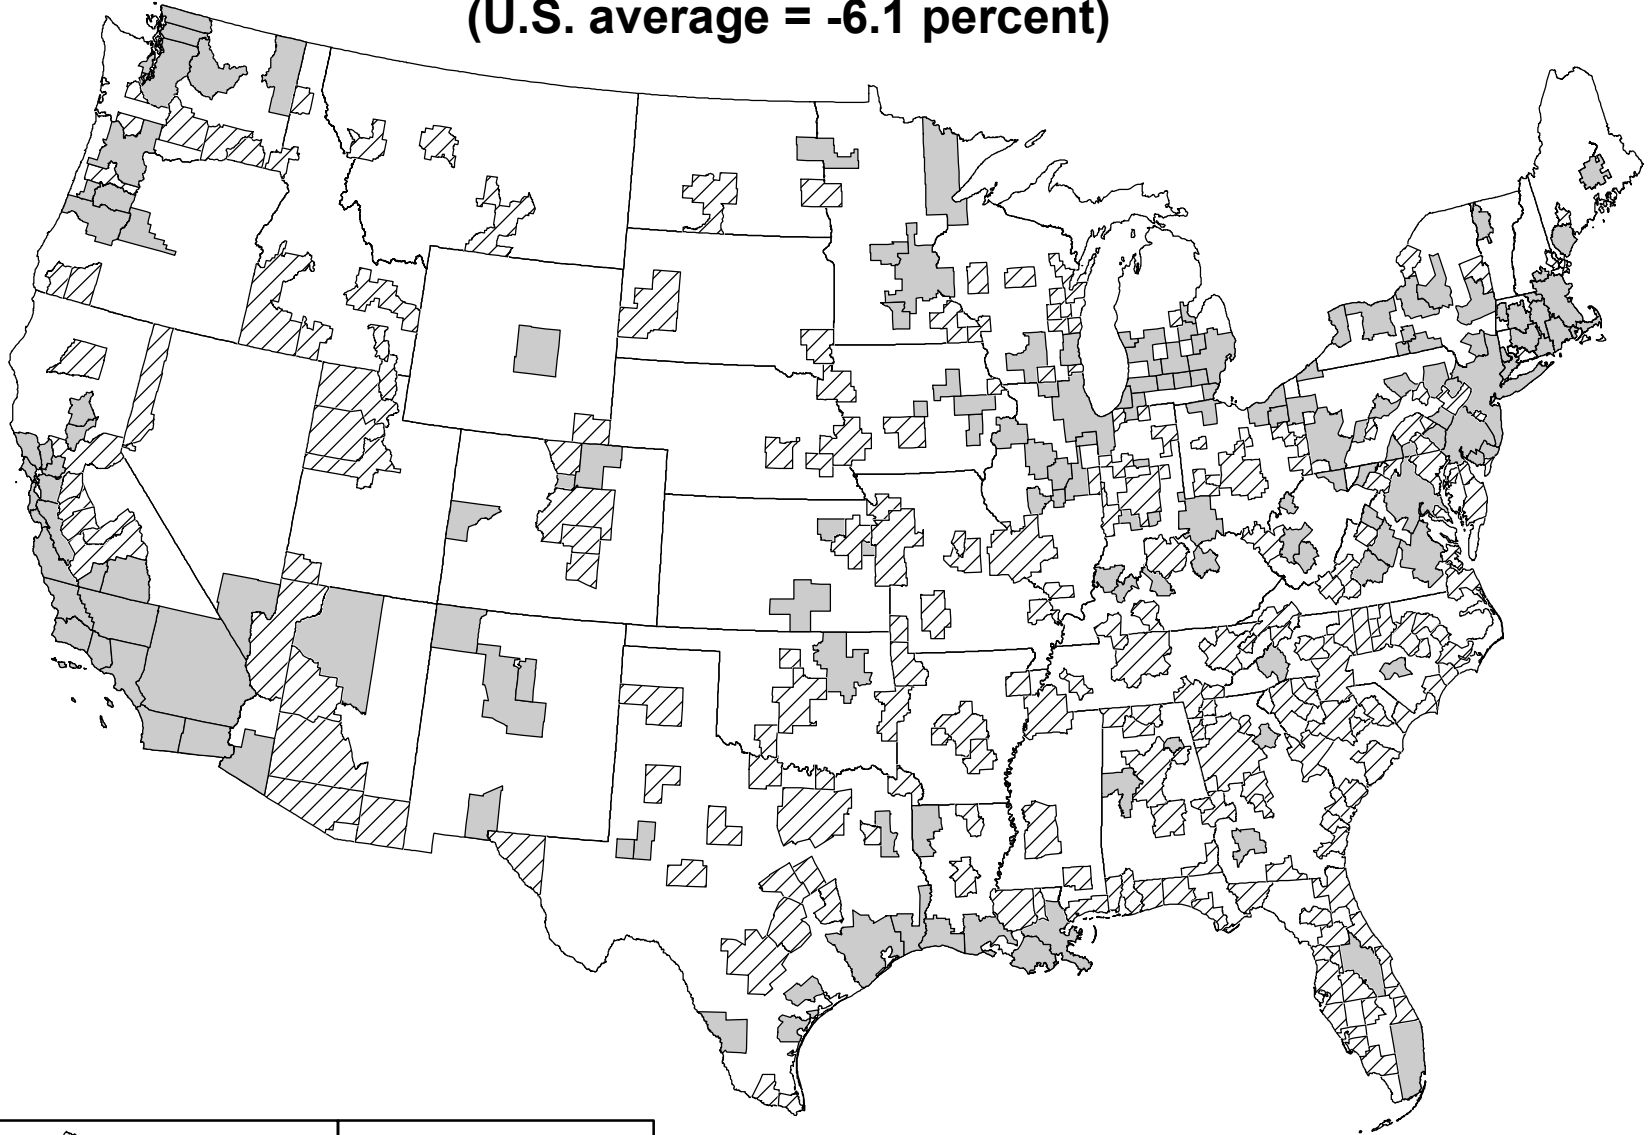 (U.S. average = -6.1 percent)